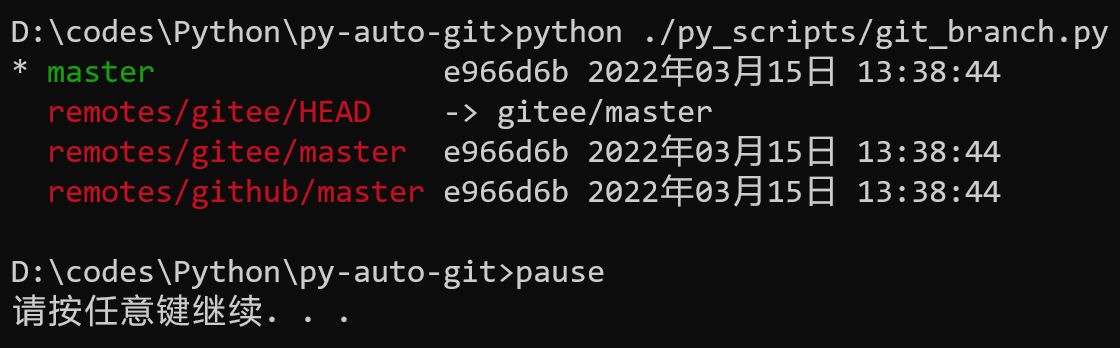 D:\codes\Python\py-auto-git>python ./py_scripts/git_branch.py
* master                e966d6b 2022年03月15日 13:38:44
  remotes/gitee/HEAD    -> gitee/master
  remotes/gitee/master  e966d6b 2022年03月15日 13:38:44
  remotes/github/master e966d6b 2022年03月15日 13:38:44
D:\codes\Python\py-auto-git>pause
请按任意键继续. . .